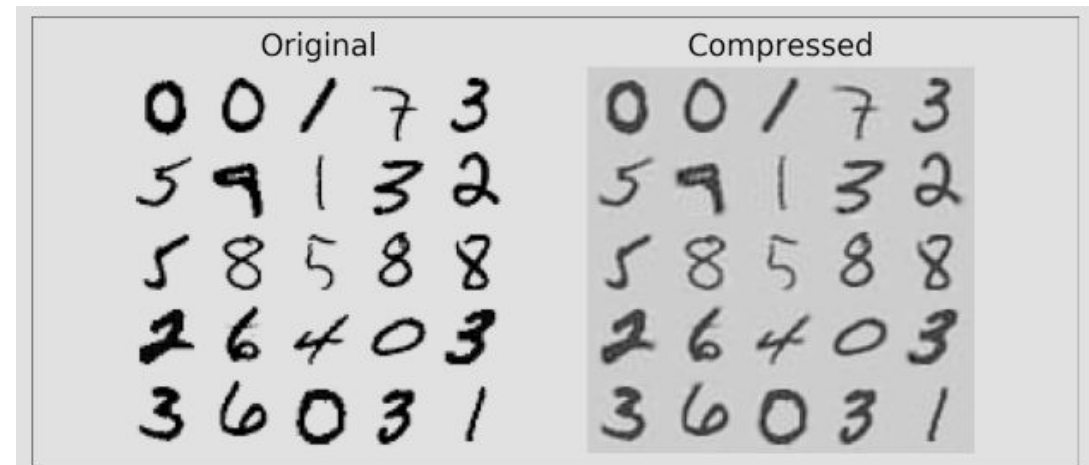 Original Compressed
0 0 1 7 3 0 0 1 7 3
5 9 1 3 2 5 9 1 3 2
5 8 5 8 8 5 8 5 8 8
2 6 4 0 3 2 6 4 0 3
3 6 0 3 1 3 6 0 3 1